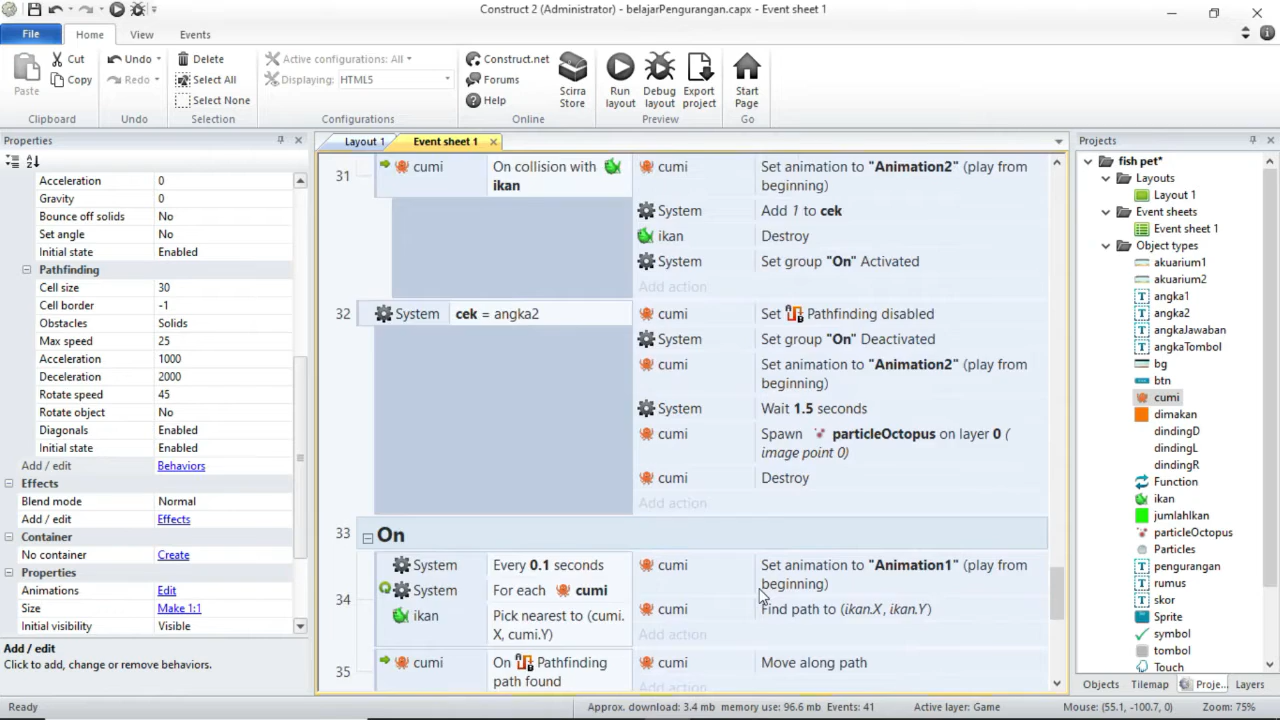 Construct 2 (Administrator) - belajarPengurangan.capx - Event sheet 1
File Home View Events
Paste Cut Copy
Clipboard
Undo
Redo
Undo
Delete
Select All
Select None
Selection
Active configurations: All
Displaying: HTML5
Configurations
Construct.net
Forums
Help
Scirra Store
Online
Run layout
Debug layout
Export project
Preview
Start Page
Go
Properties
Acceleration 0
Gravity 0
Bounce off solids No
Set angle No
Initial state Enabled
Pathfinding
Cell size 30
Cell border -1
Obstacles Solids
Max speed 25
Acceleration 1000
Deceleration 2000
Rotate speed 45
Rotate object No
Diagonals Enabled
Initial state Enabled
Add / edit Behaviors
Effects
Blend mode Normal
Add / edit Effects
Container
No container Create
Properties
Animations Edit
Size Make 1:1
Initial visibility Visible
Add / edit
Click to add, change or remove behaviors.
Layout 1 Event sheet 1
31 cumi On collision with ikan
cumi Set animation to "Animation2" (play from beginning)
System Add 1 to cek
ikan Destroy
System Set group "On" Activated
Add action
32 System cek = angka2
cumi Set Pathfinding disabled
System Set group "On" Deactivated
cumi Set animation to "Animation2" (play from beginning)
System Wait 1.5 seconds
cumi Spawn particleOctopus on layer 0 (image point 0)
cumi Destroy
Add action
33 On
34 System Every 0.1 seconds
System For each cumi
ikan Pick nearest to (cumi.X, cumi.Y)
cumi Set animation to "Animation1" (play from beginning)
cumi Find path to (ikan.X, ikan.Y)
Add action
35 cumi On Pathfinding path found
cumi Move along path
Add action
Projects
fish pet*
Layouts
Layout 1
Event sheets
Event sheet 1
Object types
akuarium1
akuarium2
angka1
angka2
angkaJawaban
angkaTombol
bg
btn
cumi
dimakan
dindingD
dindingL
dindingR
Function
ikan
jumlahIkan
particleOctopus
Particles
pengurangan
rumus
skor
Sprite
symbol
tombol
Touch
Objects Tilemap Proje... Layers
Ready
Approx. download: 3.4 mb memory use: 96.6 mb Events: 41 Active layer: Game Mouse: (55.1, -100.7, 0) Zoom: 75%